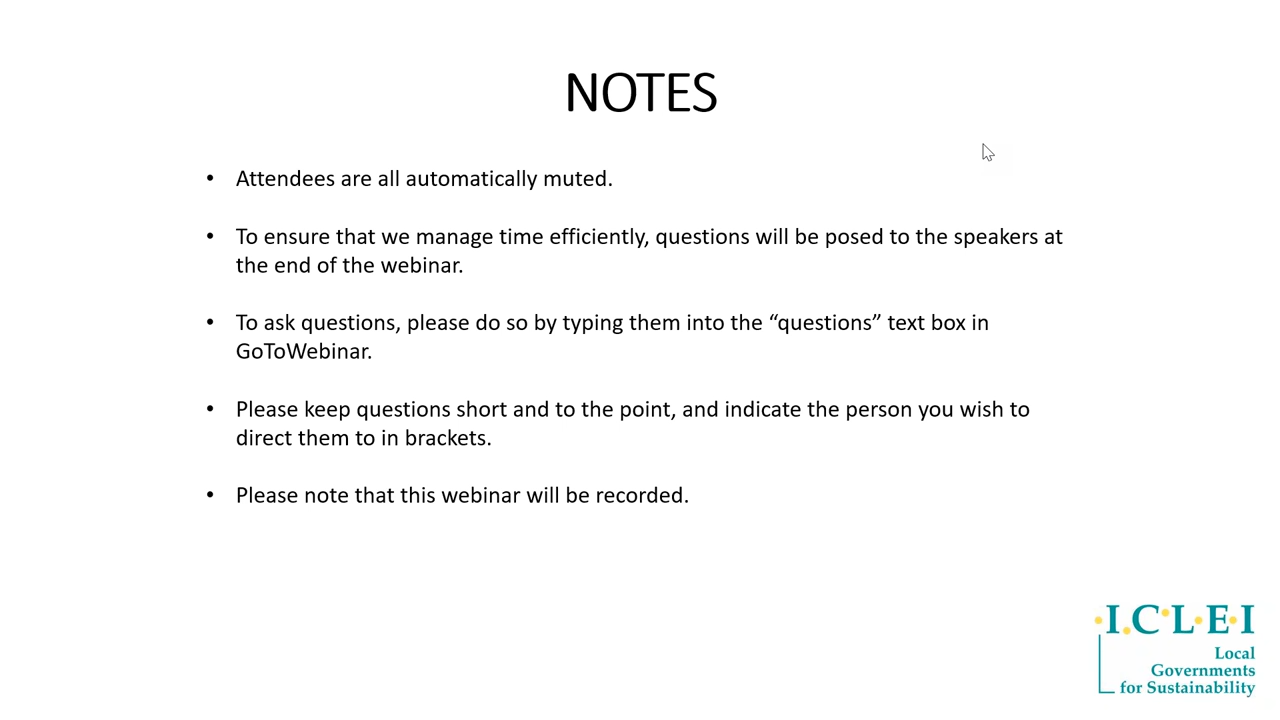 NOTES
• Attendees are all automatically muted.
• To ensure that we manage time efficiently, questions will be posed to the speakers at
the end of the webinar.
• To ask questions, please do so by typing them into the “questions” text box in
GoToWebinar.
• Please keep questions short and to the point, and indicate the person you wish to
direct them to in brackets.
• Please note that this webinar will be recorded.
·I.C·L·E·I
Local
Governments
for Sustainability